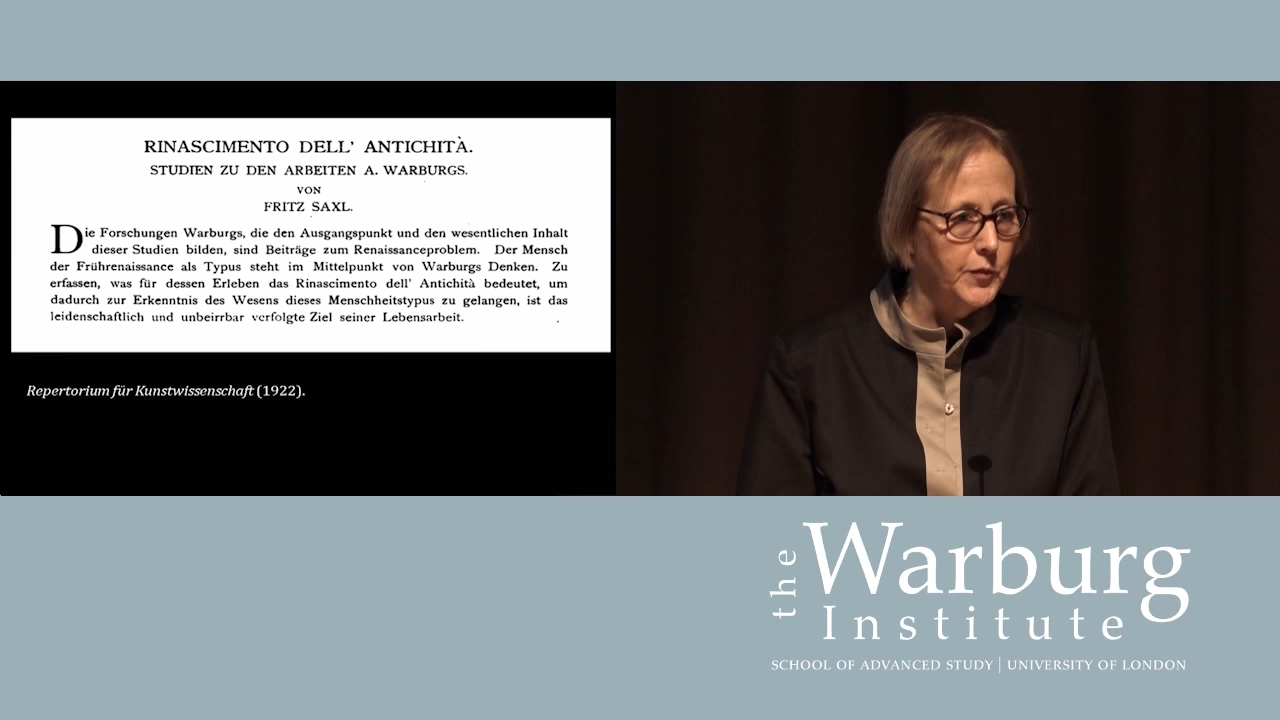 RINASCIMENTO DELL' ANTICHITÀ.
STUDIEN ZU DEN ARBEITEN A. WARBURGS.
VON
FRITZ SAXL.
Die Forschungen Warburgs, die den Ausgangspunkt und den wesentlichen Inhalt
dieser Studien bilden, sind Beiträge zum Renaissanceproblem. Der Mensch
der Frührenaissance als Typus steht im Mittelpunkt von Warburgs Denken. Zu
erfassen, was für dessen Erleben das Rinascimento dell' Antichità bedeutet, um
dadurch zur Erkenntnis des Wesens dieses Menschheitstypus zu gelangen, ist das
leidenschaftlich und unbeirrbar verfolgte Ziel seiner Lebensarbeit.
Repertorium für Kunstwissenschaft (1922).
the Warburg
Institute
SCHOOL OF ADVANCED STUDY | UNIVERSITY OF LONDON